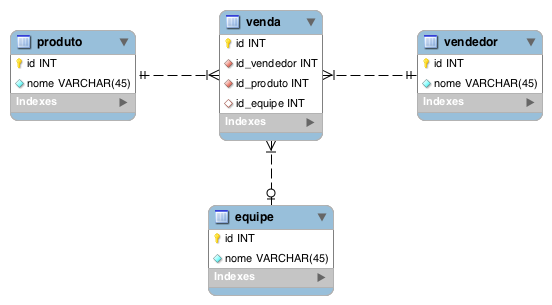 produto
id INT
nome VARCHAR(45)
Indexes
venda
id INT
id_vendedor INT
id_produto INT
id_equipe INT
Indexes
vendedor
id INT
nome VARCHAR(45)
Indexes
equipe
id INT
nome VARCHAR(45)
Indexes